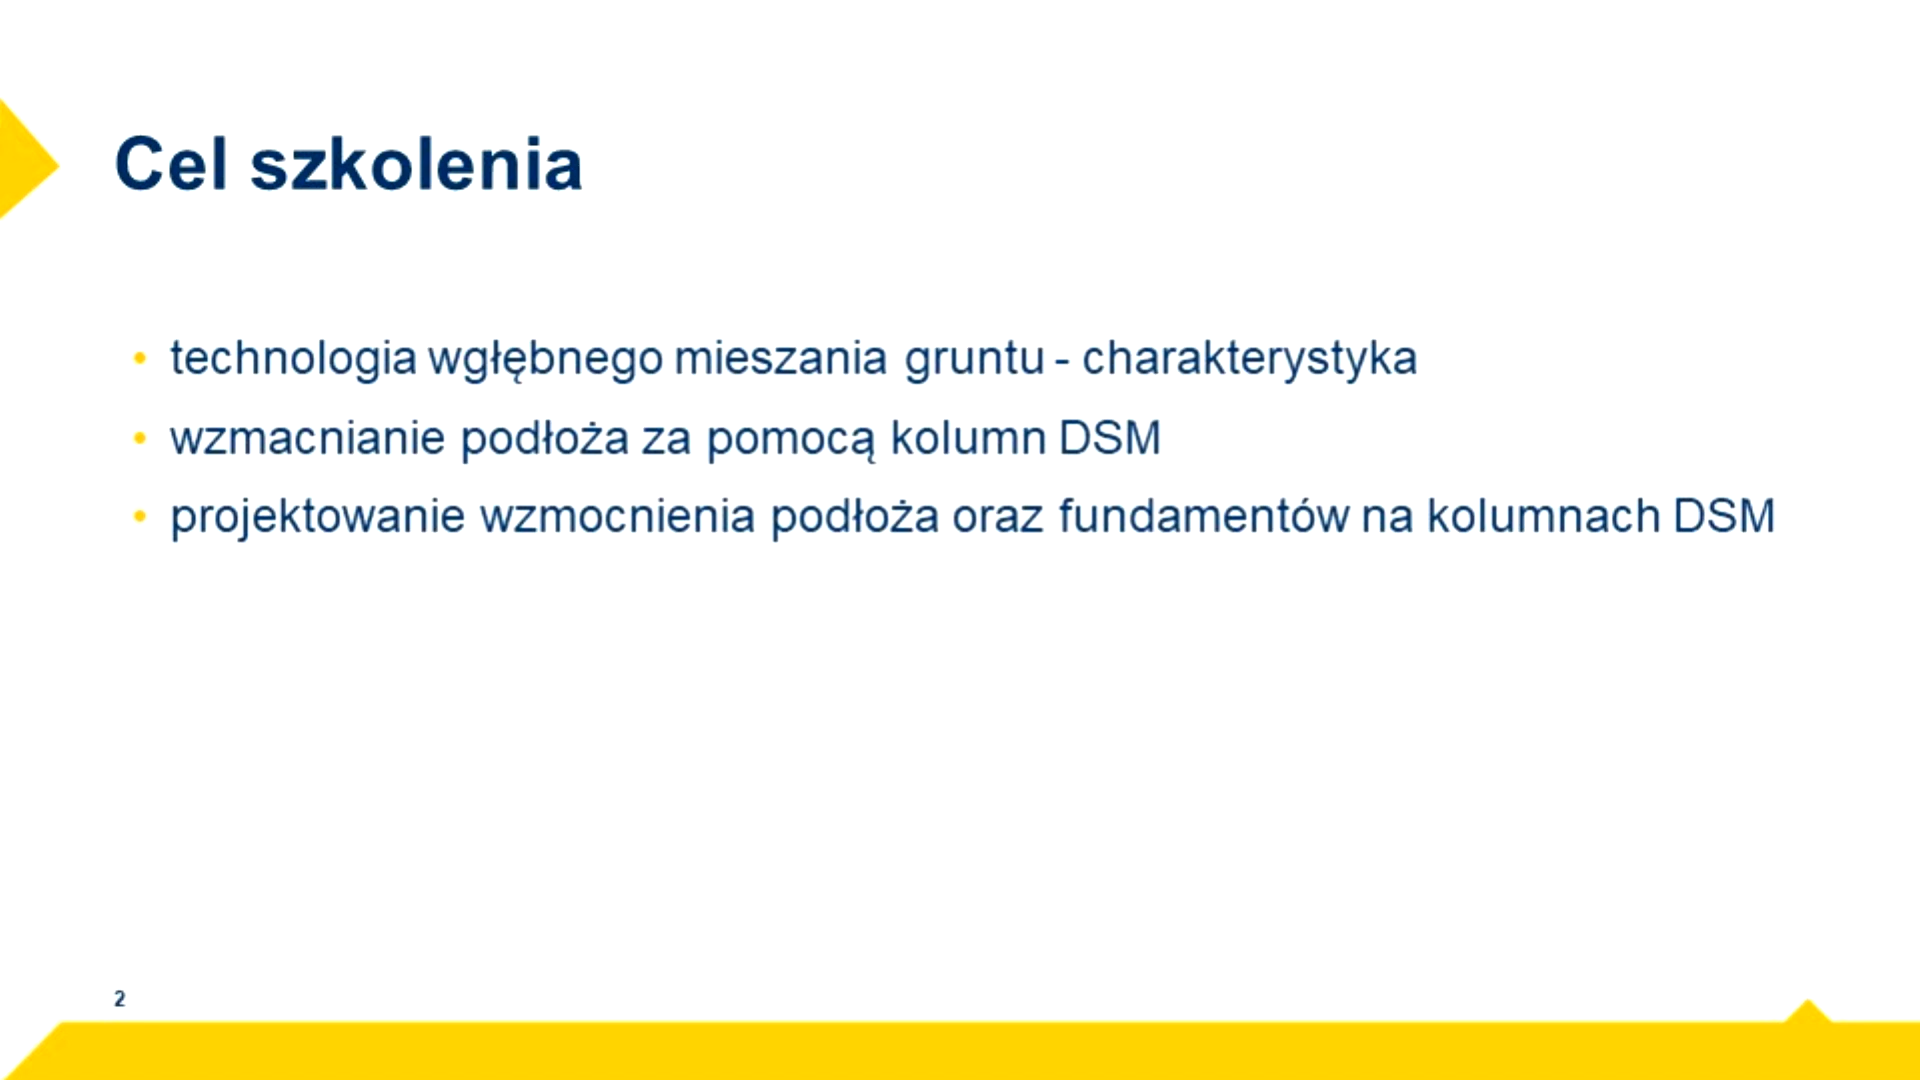 Cel szkolenia
• technologia wgłębnego mieszania gruntu - charakterystyka
• wzmacnianie podłoża za pomocą kolumn DSM
• projektowanie wzmocnienia podłoża oraz fundamentów na kolumnach DSM
2